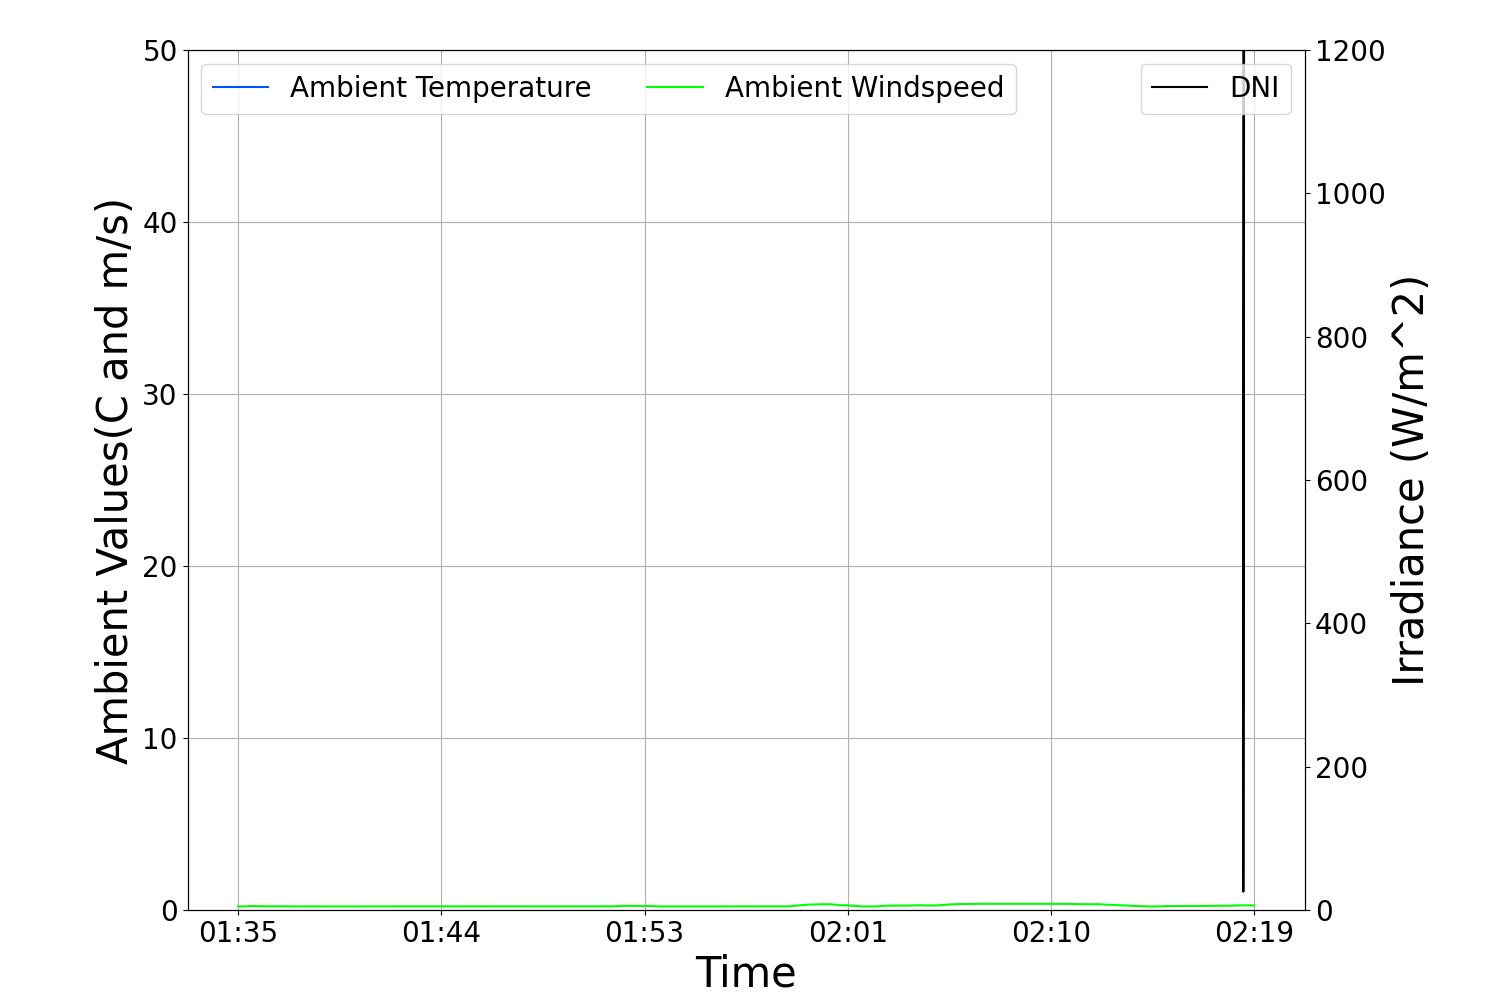 50
40
30
20
10
0
Ambient Values(C and m/s)
Ambient Temperature
Ambient Windspeed
DNI
1200
1000
800
600
400
200
0
Irradiance (W/m^2)
01:35 01:44 01:53 02:01 02:10 02:19
Time